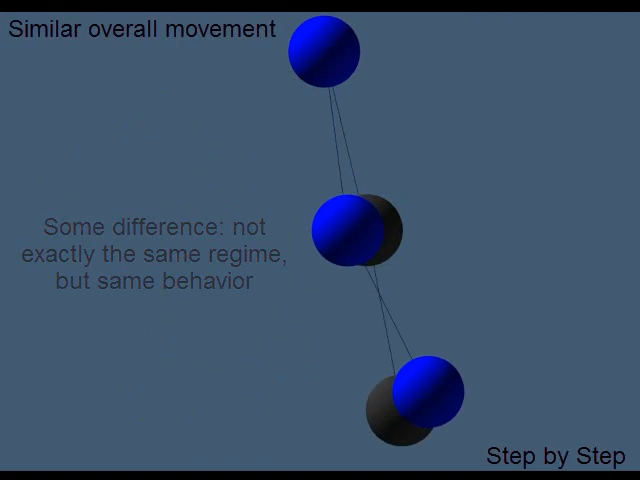 Similar overall movement
Some difference: not
exactly the same regime,
but same behavior
Step by Step